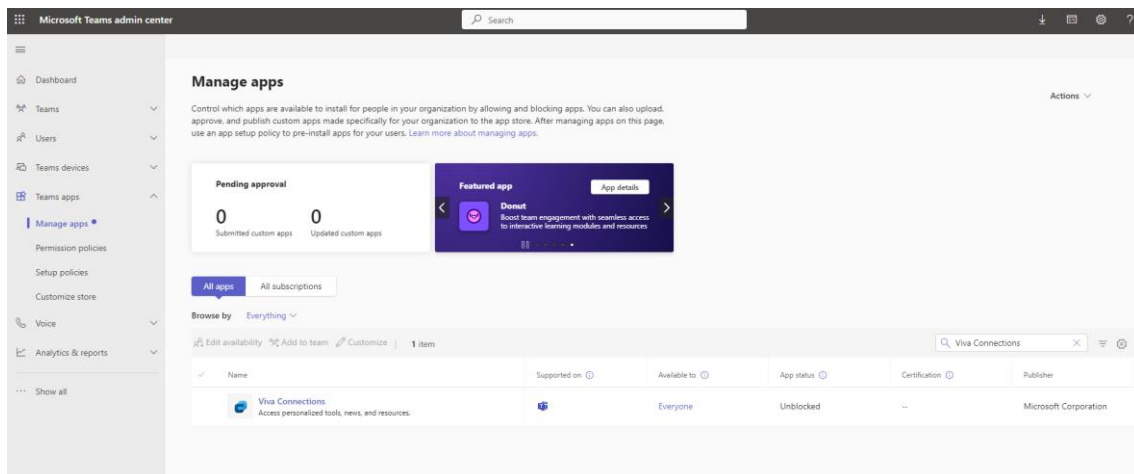 Microsoft Teams admin center
Search
?
Dashboard
Teams
Users
Teams devices
Teams apps
Manage apps
Permission policies
Setup policies
Customize store
Voice
Analytics & reports
Show all
Manage apps
Actions
Control which apps are available to install for people in your organization by allowing and blocking apps. You can also upload,
approve, and publish custom apps made specifically for your organization to the app store. After managing apps on this page,
use an app setup policy to pre-install apps for your users. Learn more about managing apps.
Pending approval
0 0
Submitted custom apps Updated custom apps
Featured app App details
Donut
Boost team engagement with seamless access
to interactive learning modules and resources
All apps All subscriptions
Browse by Everything
Edit availability Add to team Customize | 1 item Viva Connections
Name Supported on Available to App status Certification Publisher
Viva Connections Everyone Unblocked -- Microsoft Corporation
Access personalized tools, news, and resources.